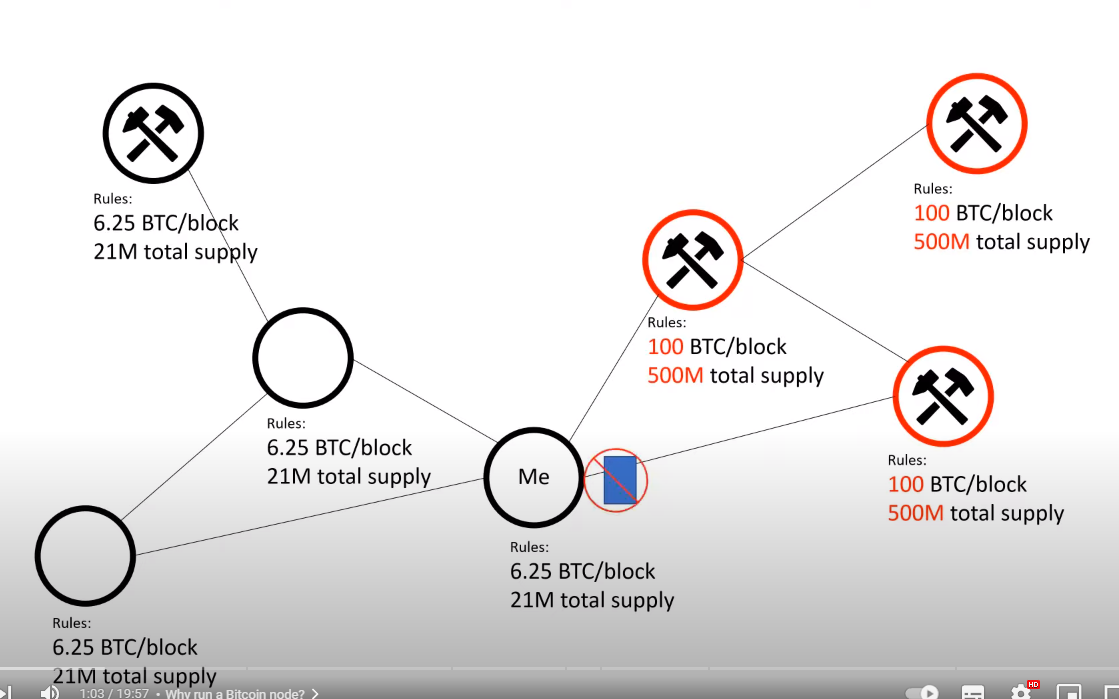 Rules:
6.25 BTC/block
21M total supply
Rules:
100 BTC/block
500M total supply
Rules:
100 BTC/block
500M total supply
Rules:
6.25 BTC/block
21M total supply
Me
Rules:
100 BTC/block
500M total supply
Rules:
6.25 BTC/block
21M total supply
Rules:
6.25 BTC/block
21M total supply
1:03 / 19:57 • Why run a Bitcoin node?
HD